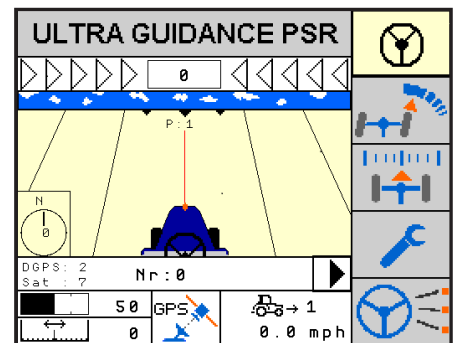 ULTRA GUIDANCE PSR
0
P:1
N
0
DGPS: 2
Sat : 7
Nr:0
50
GPS
→ 1
0
0.0 mph